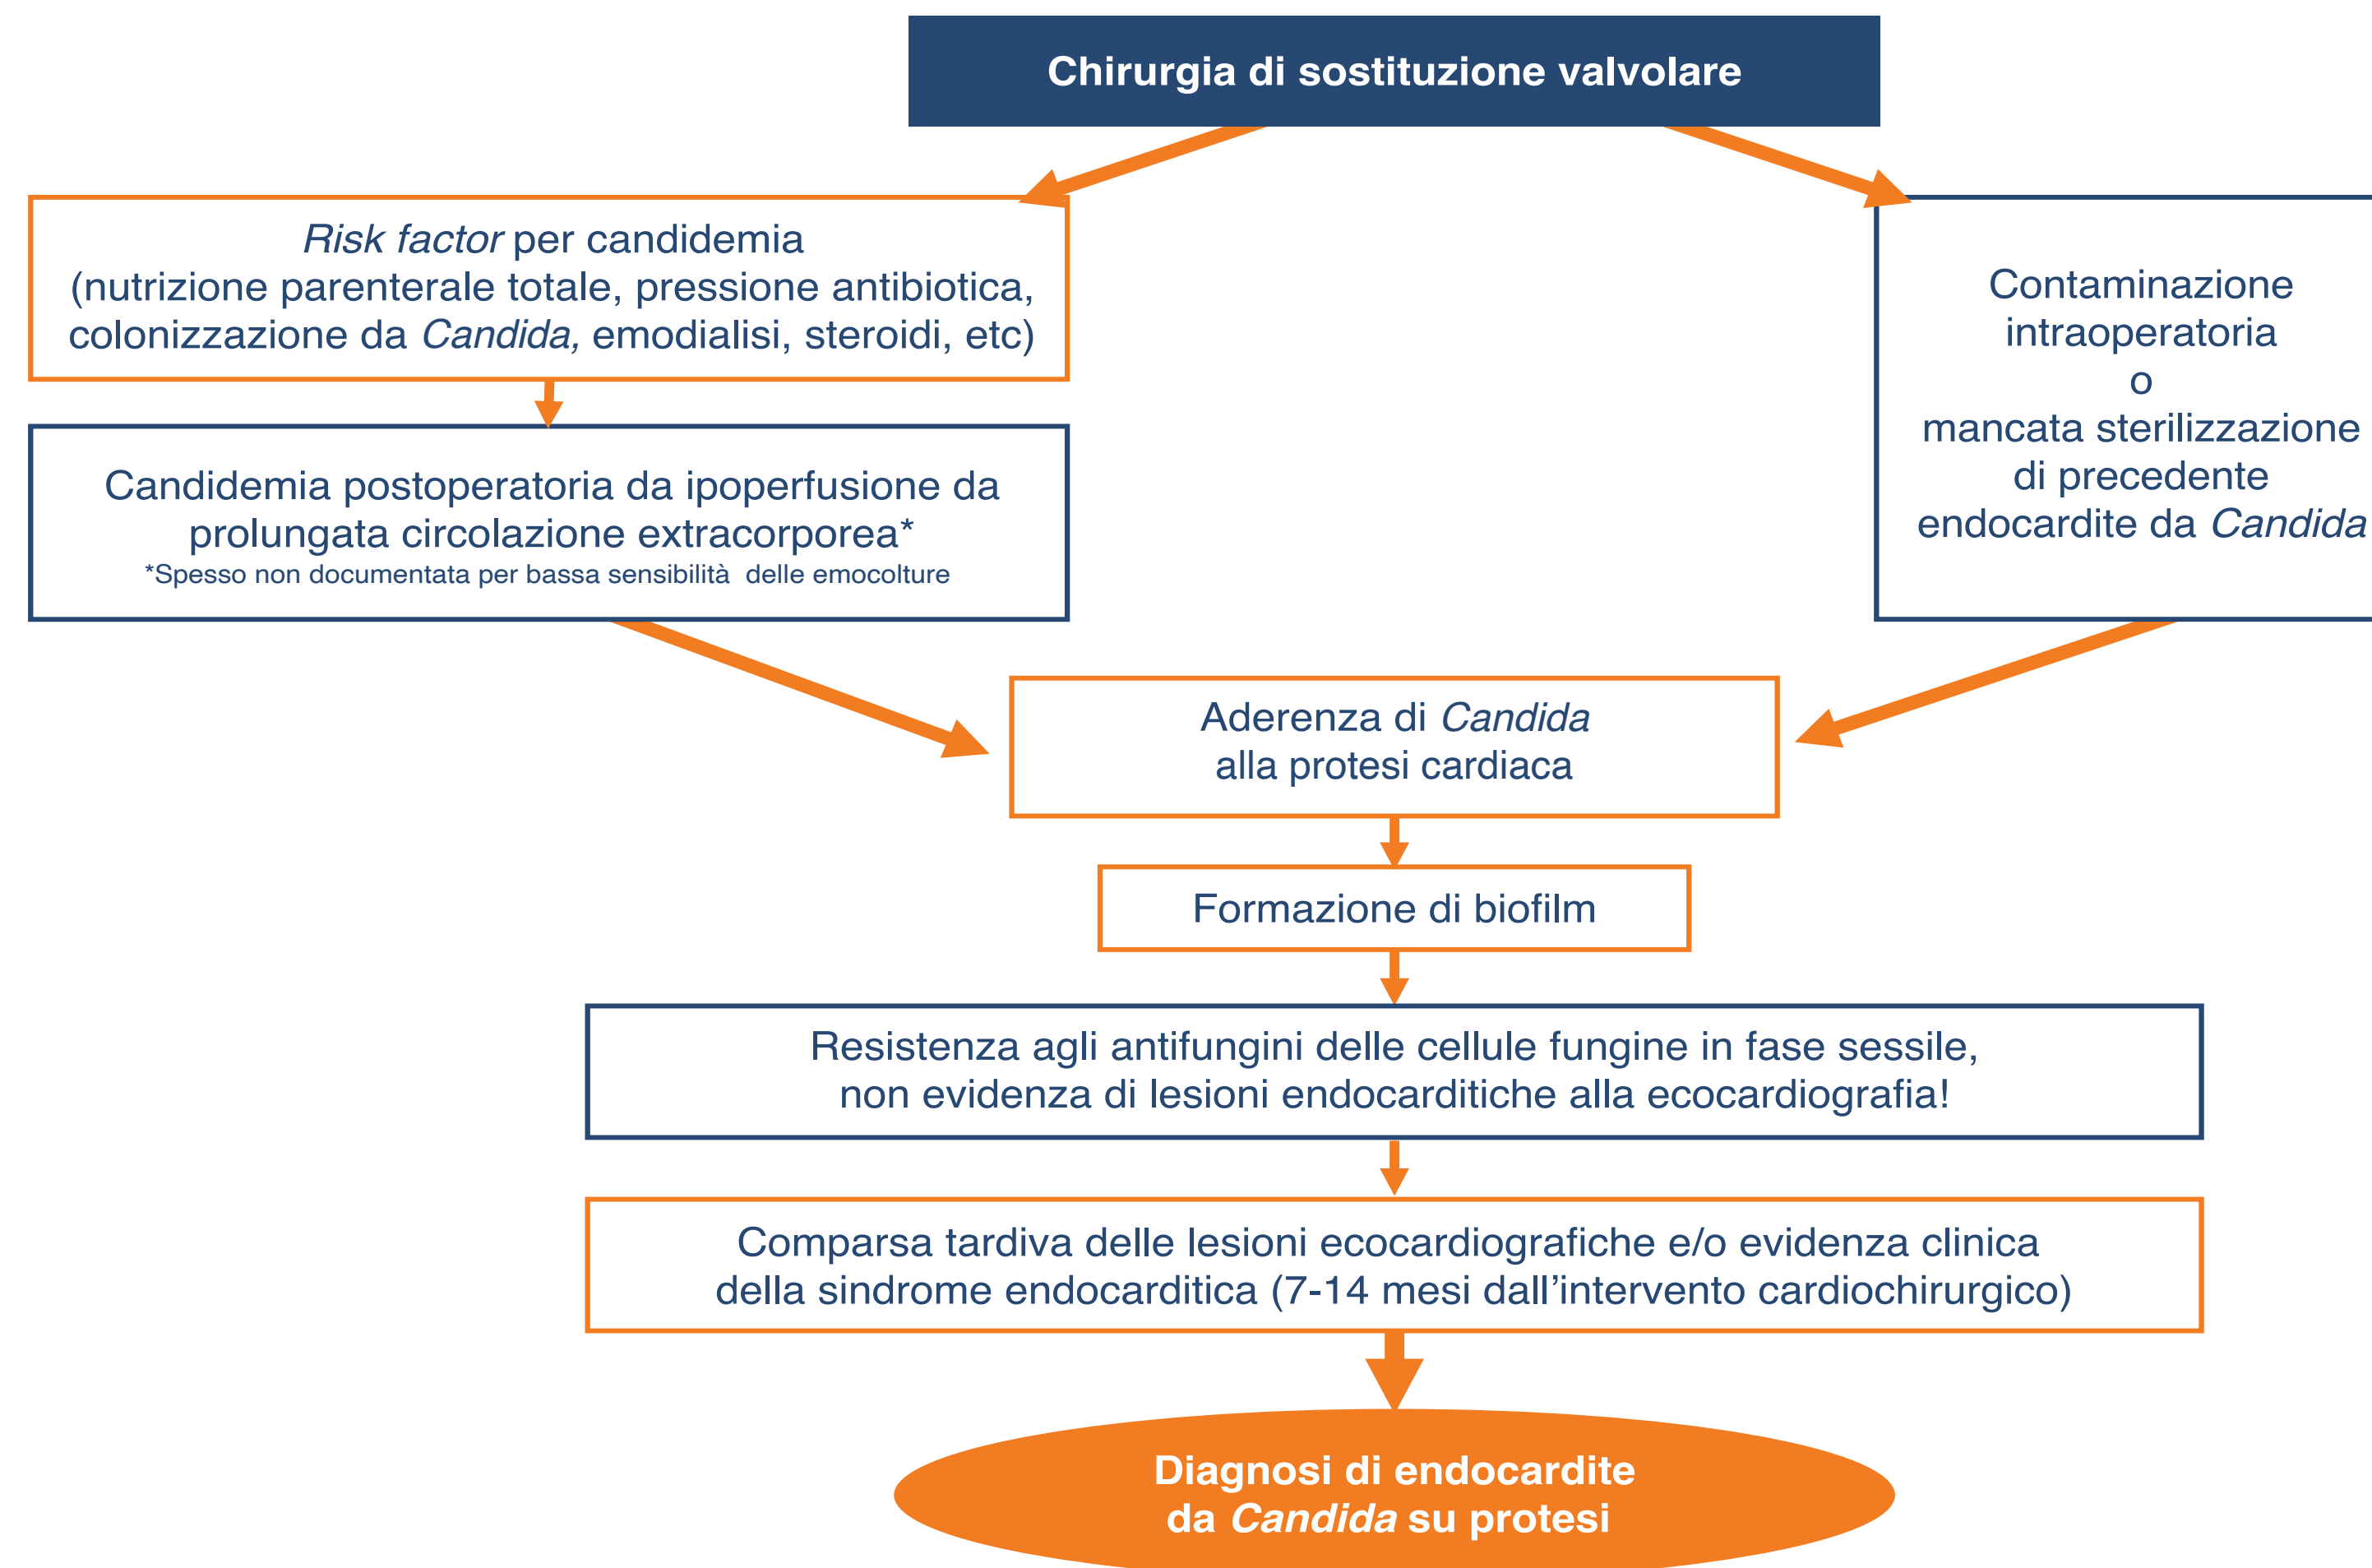 Chirurgia di sostituzione valvolare
Risk factor per candidemia
(nutrizione parenterale totale, pressione antibiotica,
colonizzazione da Candida, emodialisi, steroidi, etc)
Candidemia postoperatoria da ipoperfusione da
prolungata circolazione extracorporea*
*Spesso non documentata per bassa sensibilità delle emocolture
Contaminazione
intraoperatoria
o
mancata sterilizzazione
di precedente
endocardite da Candida
Aderenza di Candida
alla protesi cardiaca
Formazione di biofilm
Resistenza agli antifungini delle cellule fungine in fase sessile,
non evidenza di lesioni endocarditiche alla ecocardiografia!
Comparsa tardiva delle lesioni ecocardiografiche e/o evidenza clinica
della sindrome endocarditica (7-14 mesi dall’intervento cardiochirurgico)
Diagnosi di endocardite
da Candida su protesi